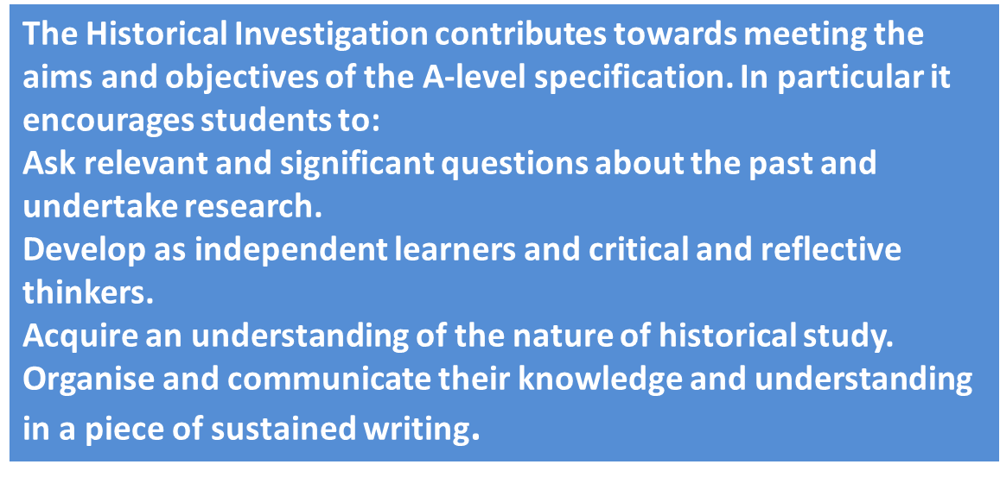 The Historical Investigation contributes towards meeting the
aims and objectives of the A-level specification. In particular it
encourages students to:
Ask relevant and significant questions about the past and
undertake research.
Develop as independent learners and critical and reflective
thinkers.
Acquire an understanding of the nature of historical study.
Organise and communicate their knowledge and understanding
in a piece of sustained writing.